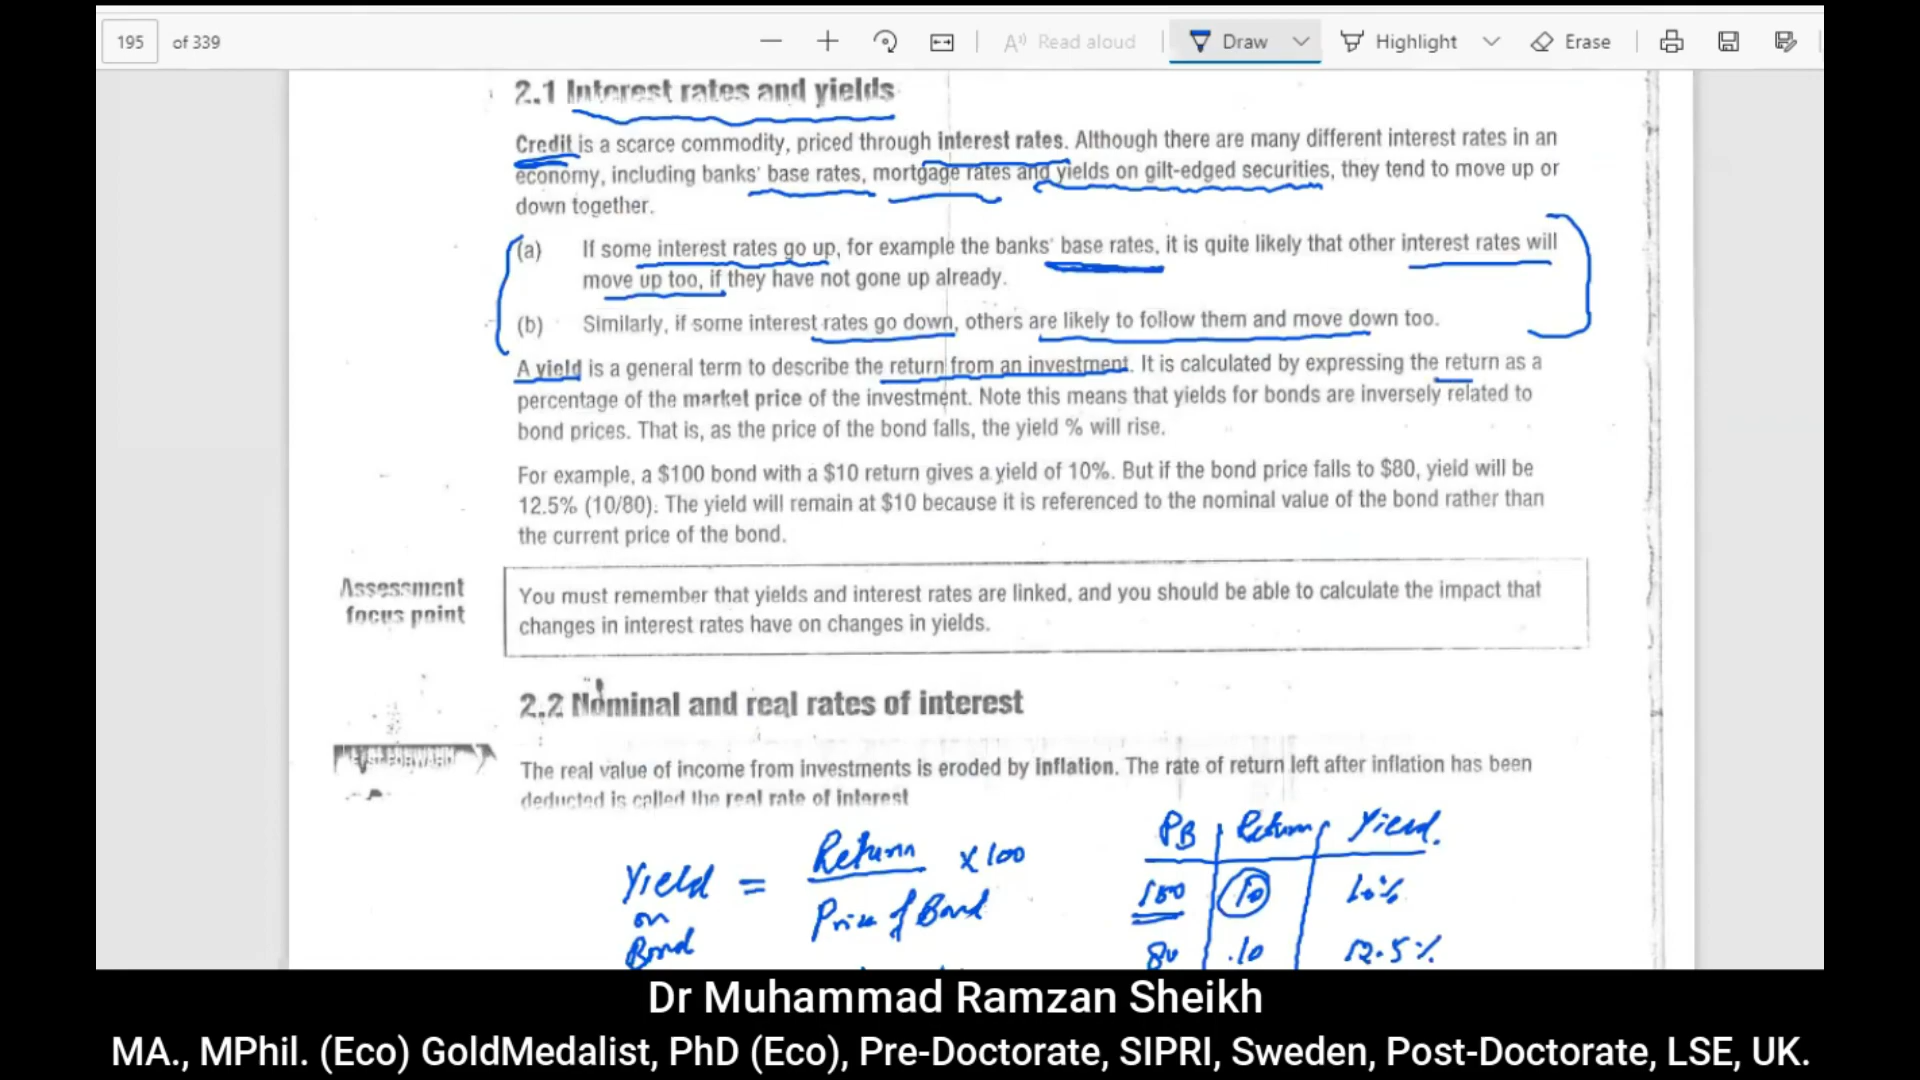 195 of 339 Read aloud Draw Highlight Erase
2.1 Interest rates and yields
Credit is a scarce commodity, priced through interest rates. Although there are many different interest rates in an
economy, including banks' base rates, mortgage rates and yields on gilt-edged securities, they tend to move up or
down together.
(a) If some interest rates go up, for example the banks' base rates, it is quite likely that other interest rates will
move up too, if they have not gone up already.
(b) Similarly, if some interest rates go down, others are likely to follow them and move down too.
A yield is a general term to describe the return from an investment. It is calculated by expressing the return as a
percentage of the market price of the investment. Note this means that yields for bonds are inversely related to
bond prices. That is, as the price of the bond falls, the yield % will rise.
For example, a $100 bond with a $10 return gives a yield of 10%. But if the bond price falls to $80, yield will be
12.5% (10/80). The yield will remain at $10 because it is referenced to the nominal value of the bond rather than
the current price of the bond.
Assessment
focus point
You must remember that yields and interest rates are linked, and you should be able to calculate the impact that
changes in interest rates have on changes in yields.
2.2 Nominal and real rates of interest
FAST FORWARD
The real value of income from investments is eroded by inflation. The rate of return left after inflation has been
deducted is called the real rate of interest
Yield on Bond = Return / Price of Bond × 100
PB Return Yield.
100 10 10%
80 .10 12.5%
Dr Muhammad Ramzan Sheikh
MA., MPhil. (Eco) GoldMedalist, PhD (Eco), Pre-Doctorate, SIPRI, Sweden, Post-Doctorate, LSE, UK.